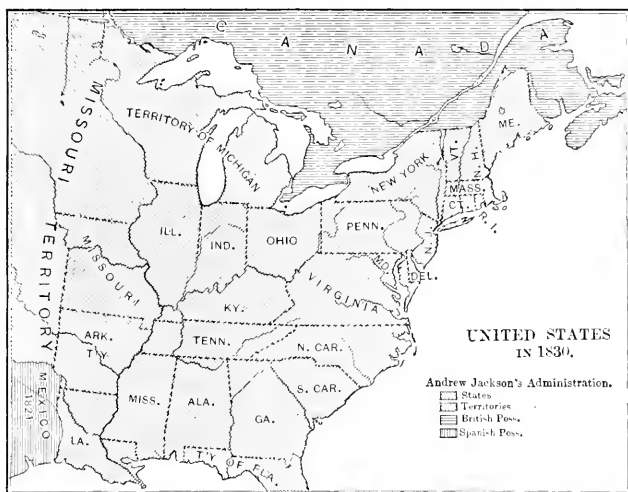 CANADA
MISSOURI TERRITORY
TERRITORY OF MICHIGAN
ME.
VT.
N.H.
NEW YORK
MASS.
CT.
R.I.
ILL.
IND.
OHIO
PENN.
N.J.
MD.
DEL.
MISSOURI
VIRGINIA
KY.
ARK.
T'Y.
TENN.
N. CAR.
S. CAR.
MEXICO
1821
MISS.
ALA.
GA.
LA.
T'Y OF FLA.
UNITED STATES
IN 1830.
Andrew Jackson's Administration.
States
Territories
British Poss.
Spanish Poss.